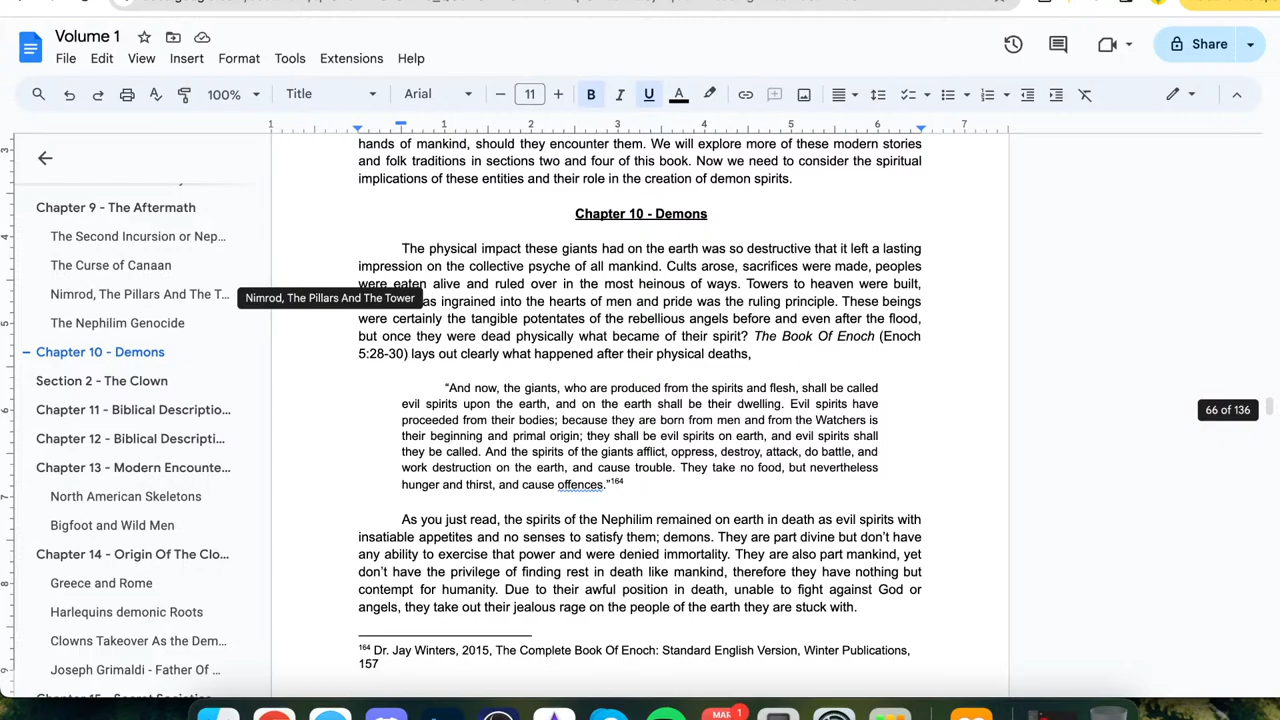 Volume 1
File Edit View Insert Format Tools Extensions Help
Share
100% Title Arial 11 B I U A
1 1 2 3 4 5 6 7
hands of mankind, should they encounter them. We will explore more of these modern stories
and folk traditions in sections two and four of this book. Now we need to consider the spiritual
implications of these entities and their role in the creation of demon spirits.
Chapter 10 - Demons
The physical impact these giants had on the earth was so destructive that it left a lasting
impression on the collective psyche of all mankind. Cults arose, sacrifices were made, peoples
were eaten alive and ruled over in the most heinous of ways. Towers to heaven were built,
as ingrained into the hearts of men and pride was the ruling principle. These beings
were certainly the tangible potentates of the rebellious angels before and even after the flood,
but once they were dead physically what became of their spirit? The Book Of Enoch (Enoch
5:28-30) lays out clearly what happened after their physical deaths,
“And now, the giants, who are produced from the spirits and flesh, shall be called
evil spirits upon the earth, and on the earth shall be their dwelling. Evil spirits have
proceeded from their bodies; because they are born from men and from the Watchers is
their beginning and primal origin; they shall be evil spirits on earth, and evil spirits shall
they be called. And the spirits of the giants afflict, oppress, destroy, attack, do battle, and
work destruction on the earth, and cause trouble. They take no food, but nevertheless
hunger and thirst, and cause offences.”164
As you just read, the spirits of the Nephilim remained on earth in death as evil spirits with
insatiable appetites and no senses to satisfy them; demons. They are part divine but don’t have
any ability to exercise that power and were denied immortality. They are also part mankind, yet
don’t have the privilege of finding rest in death like mankind, therefore they have nothing but
contempt for humanity. Due to their awful position in death, unable to fight against God or
angels, they take out their jealous rage on the people of the earth they are stuck with.
164 Dr. Jay Winters, 2015, The Complete Book Of Enoch: Standard English Version, Winter Publications,
157
Chapter 9 - The Aftermath
The Second Incursion or Nep...
The Curse of Canaan
Nimrod, The Pillars And The T...
Nimrod, The Pillars And The Tower
The Nephilim Genocide
Chapter 10 - Demons
Section 2 - The Clown
Chapter 11 - Biblical Descriptio...
Chapter 12 - Biblical Descripti...
Chapter 13 - Modern Encounte...
North American Skeletons
Bigfoot and Wild Men
Chapter 14 - Origin Of The Clo...
Greece and Rome
Harlequins demonic Roots
Clowns Takeover As the Dem...
Joseph Grimaldi - Father Of ...
3
4
5
6
7
8
9
66 of 136
MAR 1